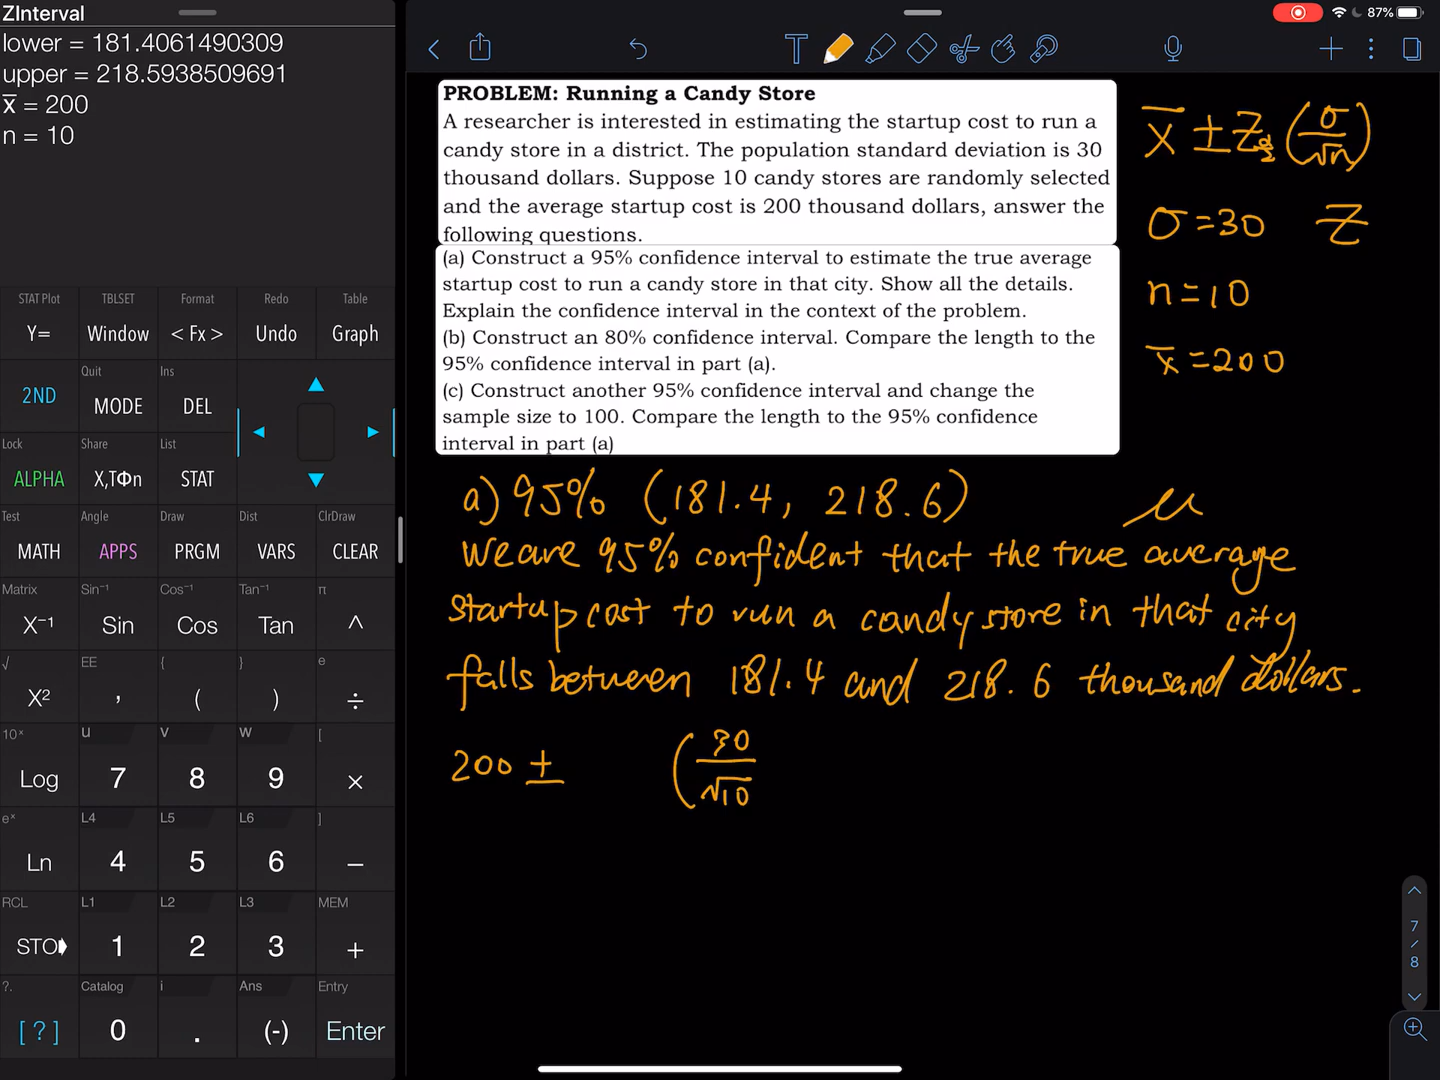 ZInterval
lower = 181.4061490309
upper = 218.5938509691
x̅ = 200
n = 10
STAT Plot TBLSET Format Redo Table
Y= Window < Fx > Undo Graph
Quit Ins
2ND MODE DEL
Lock Share List
ALPHA X,TΦn STAT
Test Angle Draw Dist ClrDraw
MATH APPS PRGM VARS CLEAR
Matrix Sin⁻¹ Cos⁻¹ Tan⁻¹ π
X⁻¹ Sin Cos Tan ^
√ EE { } e
X² , ( ) ÷
10ˣ u v w [
Log 7 8 9 ×
eˣ L4 L5 L6 ]
Ln 4 5 6 −
RCL L1 L2 L3 MEM
STO 1 2 3 +
?. Catalog i Ans Entry
[ ? ] 0 . (-) Enter
87%
PROBLEM: Running a Candy Store
A researcher is interested in estimating the startup cost to run a
candy store in a district. The population standard deviation is 30
thousand dollars. Suppose 10 candy stores are randomly selected
and the average startup cost is 200 thousand dollars, answer the
following questions.
(a) Construct a 95% confidence interval to estimate the true average
startup cost to run a candy store in that city. Show all the details.
Explain the confidence interval in the context of the problem.
(b) Construct an 80% confidence interval. Compare the length to the
95% confidence interval in part (a).
(c) Construct another 95% confidence interval and change the
sample size to 100. Compare the length to the 95% confidence
interval in part (a)
x̅ ± Z α/2 (σ/√n)
σ = 30 Z
n = 10
x̅ = 200
a) 95% (181.4, 218.6) μ
We are 95% confident that the true average
startup cost to run a candy store in that city
falls between 181.4 and 218.6 thousand dollars.
200 ± (30/√10
7
/
8